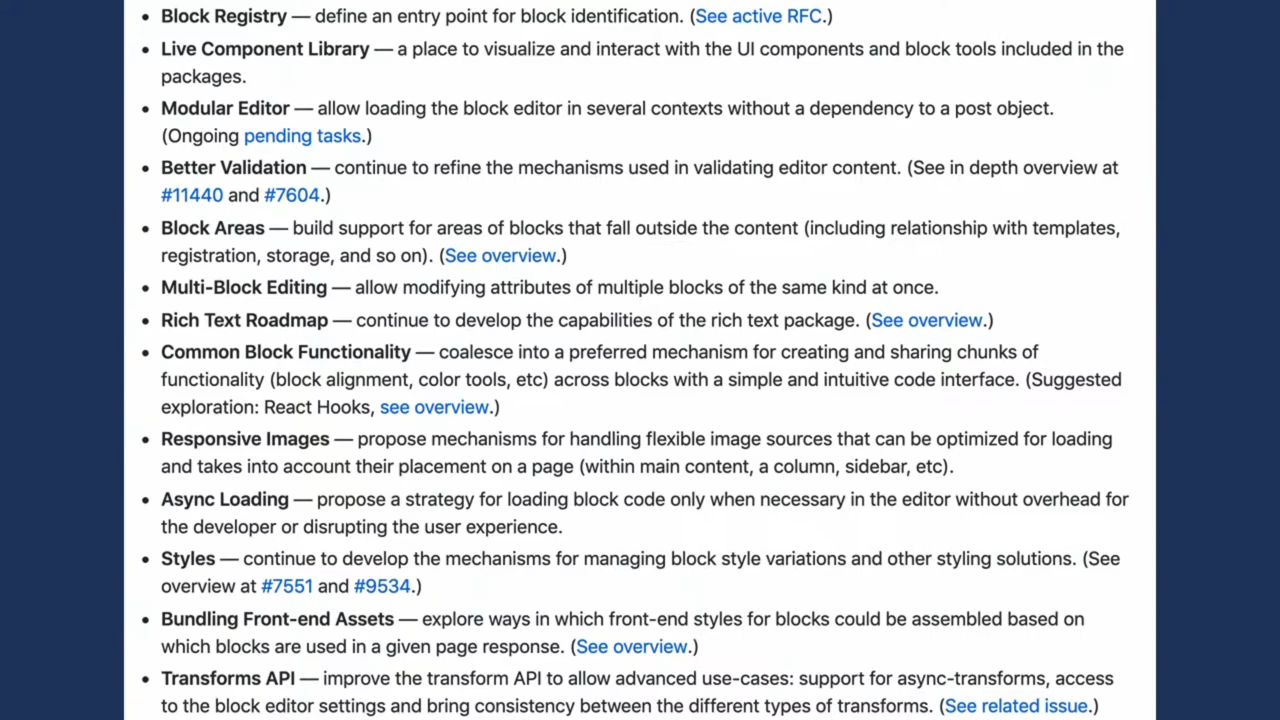 • Block Registry — define an entry point for block identification. (See active RFC.)
• Live Component Library — a place to visualize and interact with the UI components and block tools included in the
packages.
• Modular Editor — allow loading the block editor in several contexts without a dependency to a post object.
(Ongoing pending tasks.)
• Better Validation — continue to refine the mechanisms used in validating editor content. (See in depth overview at
#11440 and #7604.)
• Block Areas — build support for areas of blocks that fall outside the content (including relationship with templates,
registration, storage, and so on). (See overview.)
• Multi-Block Editing — allow modifying attributes of multiple blocks of the same kind at once.
• Rich Text Roadmap — continue to develop the capabilities of the rich text package. (See overview.)
• Common Block Functionality — coalesce into a preferred mechanism for creating and sharing chunks of
functionality (block alignment, color tools, etc) across blocks with a simple and intuitive code interface. (Suggested
exploration: React Hooks, see overview.)
• Responsive Images — propose mechanisms for handling flexible image sources that can be optimized for loading
and takes into account their placement on a page (within main content, a column, sidebar, etc).
• Async Loading — propose a strategy for loading block code only when necessary in the editor without overhead for
the developer or disrupting the user experience.
• Styles — continue to develop the mechanisms for managing block style variations and other styling solutions. (See
overview at #7551 and #9534.)
• Bundling Front-end Assets — explore ways in which front-end styles for blocks could be assembled based on
which blocks are used in a given page response. (See overview.)
• Transforms API — improve the transform API to allow advanced use-cases: support for async-transforms, access
to the block editor settings and bring consistency between the different types of transforms. (See related issue.)